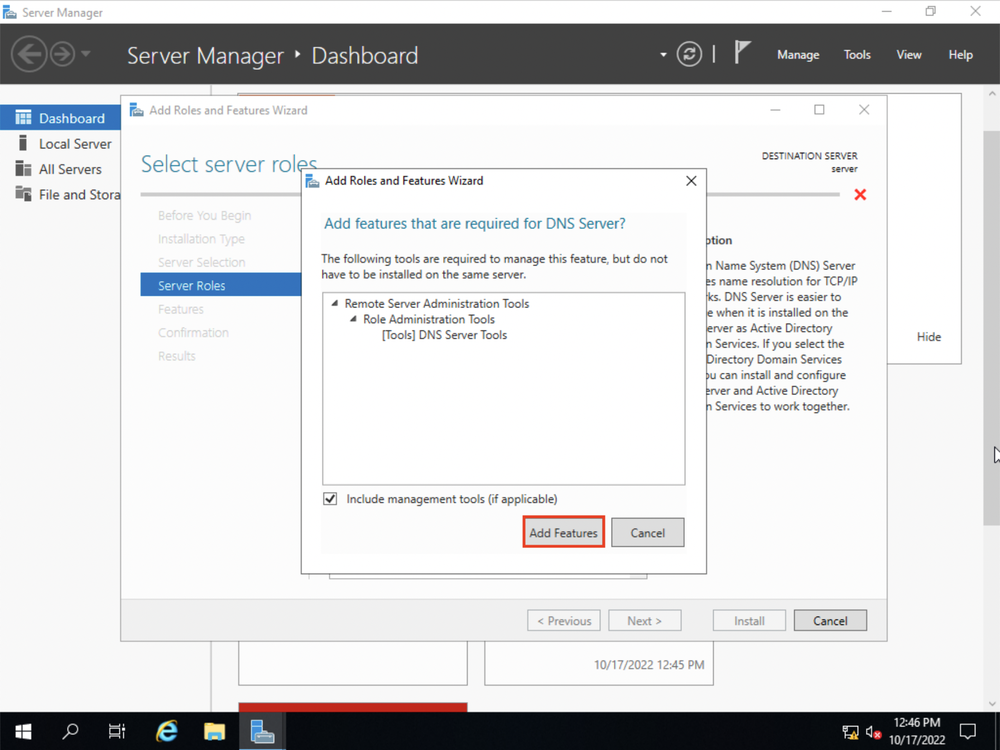 Server Manager
Server Manager Dashboard
Manage Tools View Help
Dashboard
Local Server
All Servers
File and Stora
Add Roles and Features Wizard
Select server roles
DESTINATION SERVER
server
Before You Begin
Installation Type
Server Selection
Server Roles
Features
Confirmation
Results
Add Roles and Features Wizard
Add features that are required for DNS Server?
The following tools are required to manage this feature, but do not
have to be installed on the same server.
Remote Server Administration Tools
Role Administration Tools
[Tools] DNS Server Tools
Include management tools (if applicable)
Add Features Cancel
ption
n Name System (DNS) Server
es name resolution for TCP/IP
rks. DNS Server is easier to
e when it is installed on the
erver as Active Directory
n Services. If you select the
Directory Domain Services
ou can install and configure
erver and Active Directory
n Services to work together.
Hide
< Previous Next > Install Cancel
10/17/2022 12:45 PM
12:46 PM
10/17/2022